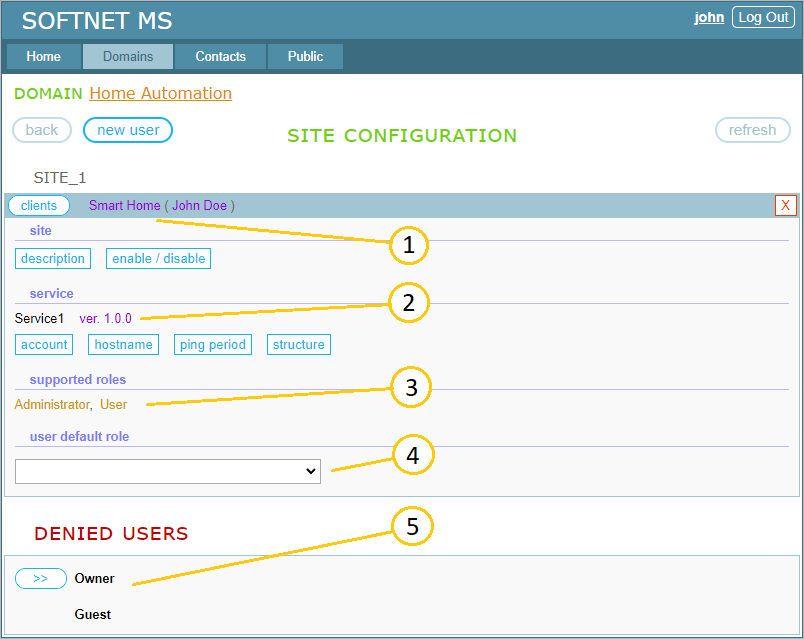 SOFTNET MS
john Log Out
Home Domains Contacts Public
DOMAIN Home Automation
back new user SITE CONFIGURATION refresh
SITE_1
clients Smart Home ( John Doe ) X
site
1
description enable / disable
service
2
Service1 ver. 1.0.0
account hostname ping period structure
supported roles
3
Administrator, User
user default role
4
DENIED USERS
5
>> Owner
Guest